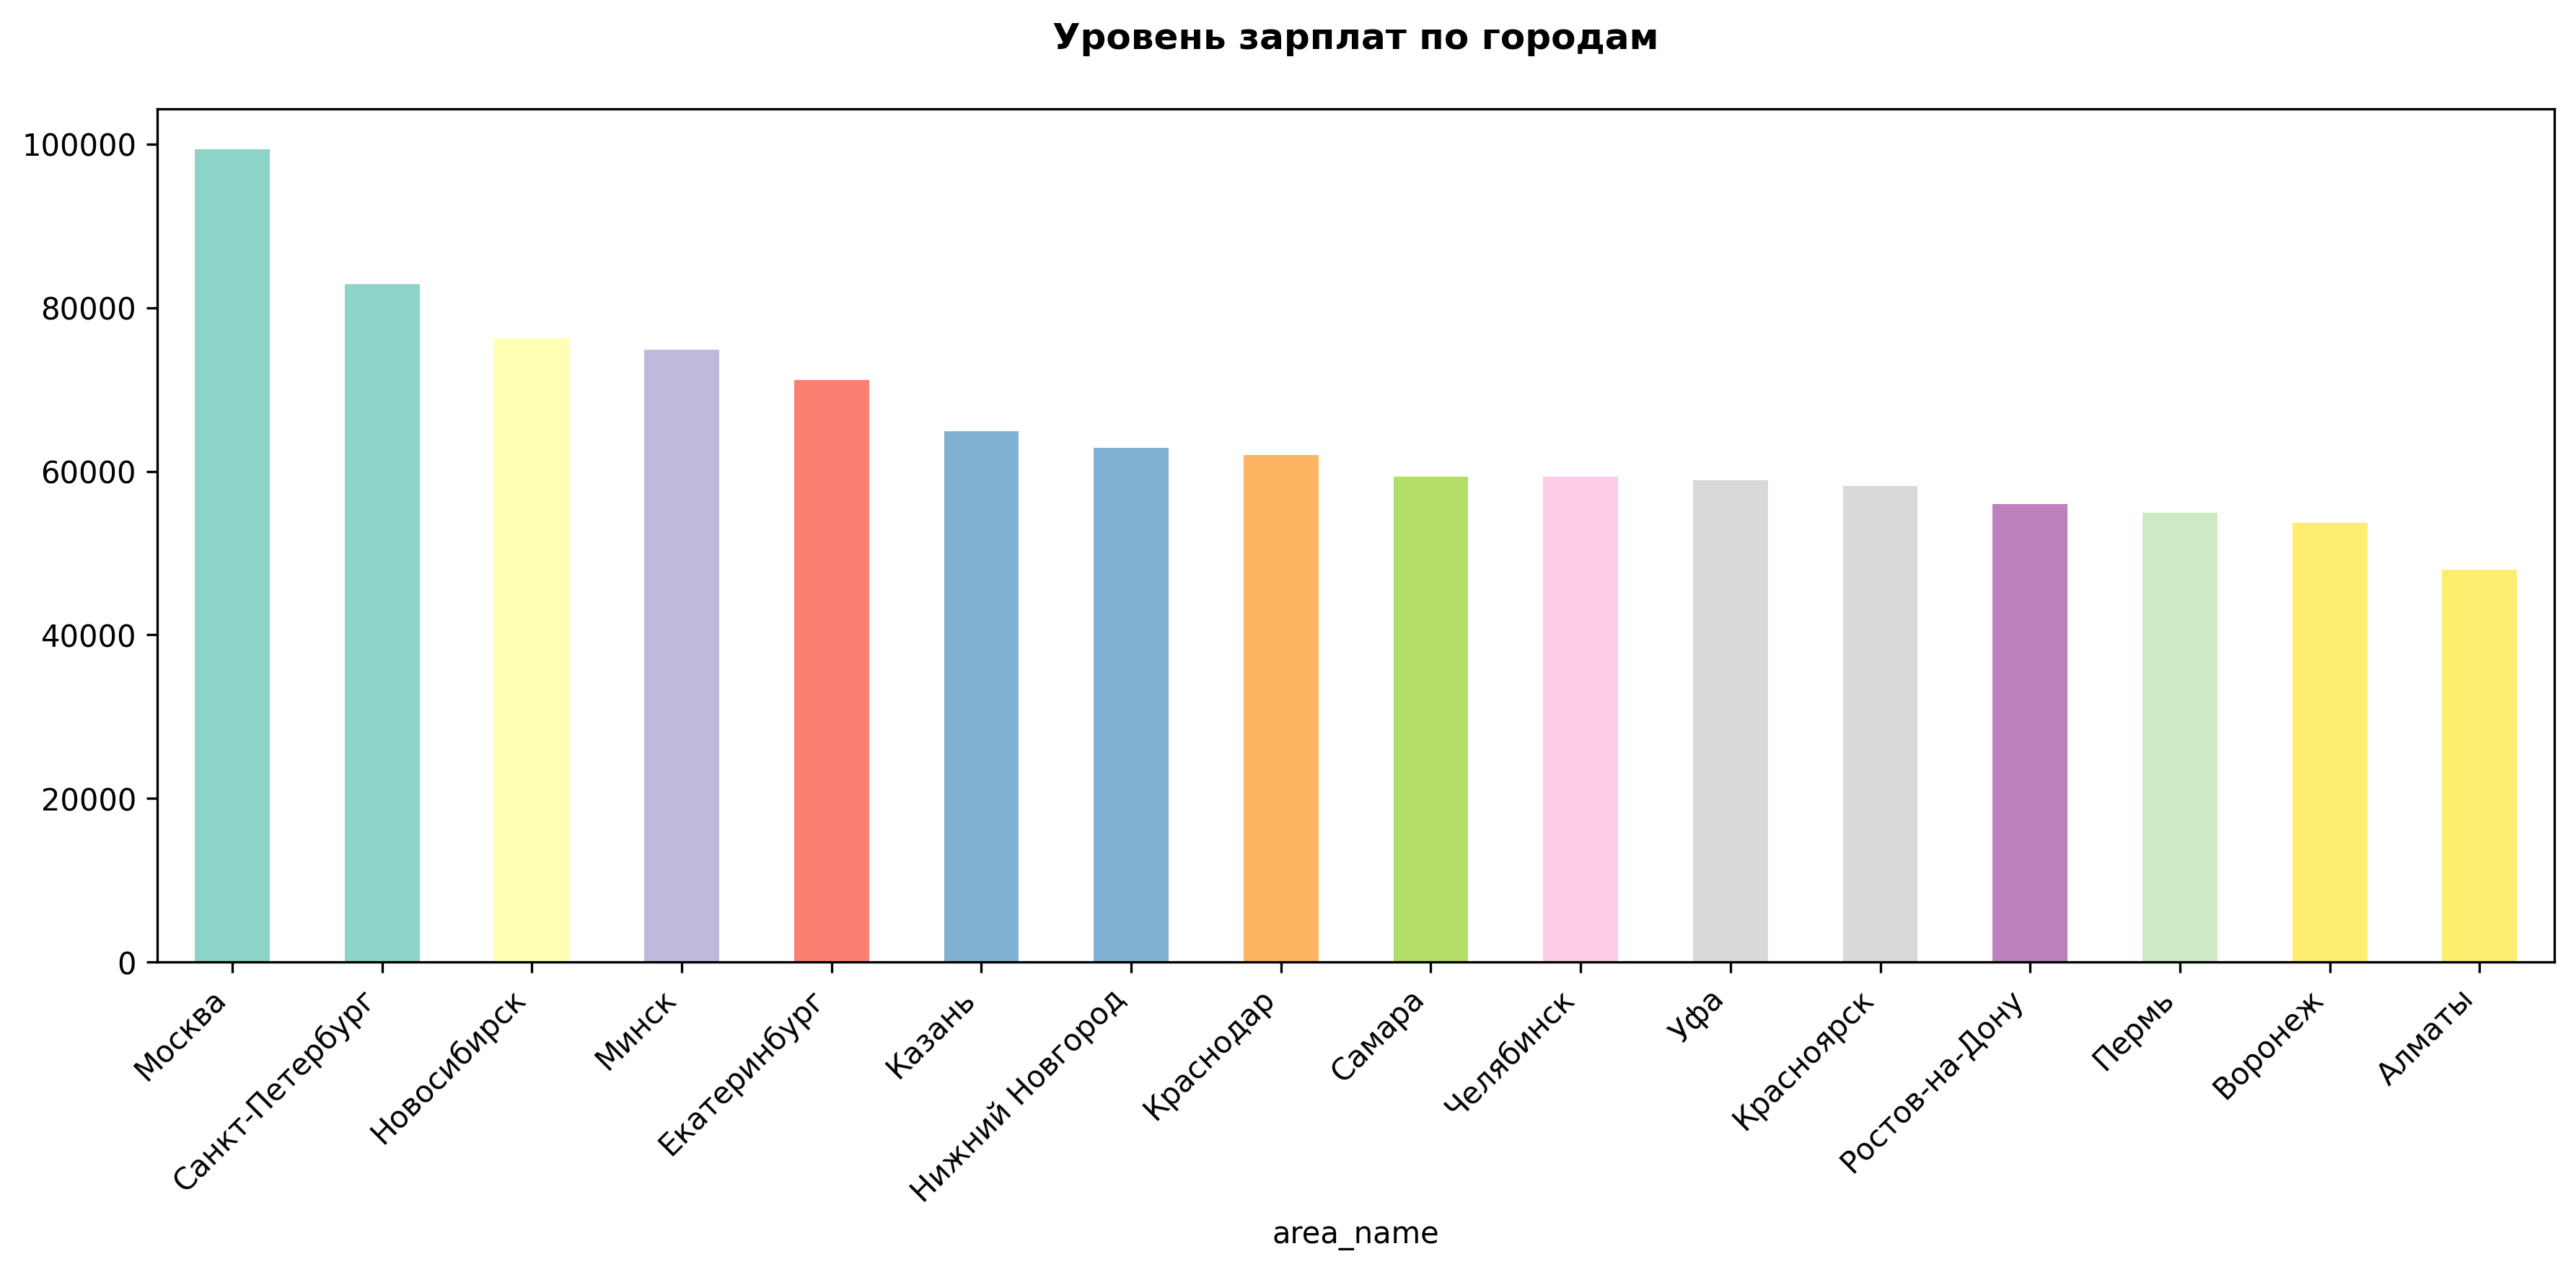 Уровень зарплат по городам
100000
80000
60000
40000
20000
0
Москва
Санкт-Петербург
Новосибирск
Минск
Екатеринбург
Казань
Нижний Новгород
Краснодар
Самара
Челябинск
Уфа
Красноярск
Ростов-на-Дону
Пермь
Воронеж
Алматы
area_name